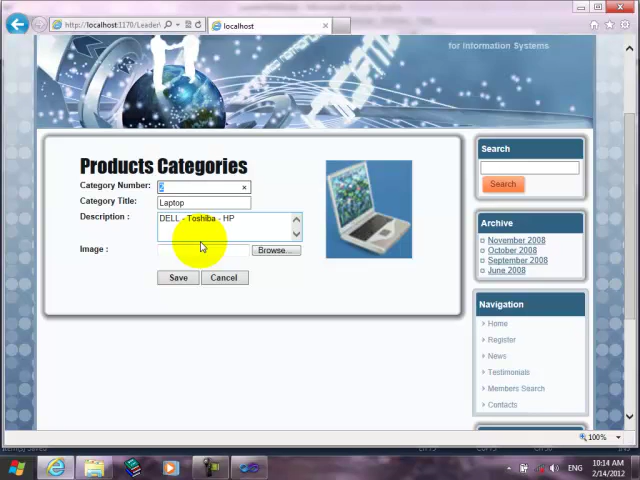 http://localhost:1170/Leader
localhost
for Information Systems
Products Categories
Category Number:
2
Category Title:
Laptop
Description :
DELL - Toshiba - HP
Image :
Browse...
Save
Cancel
Search
Search
Archive
November 2008
October 2008
September 2008
June 2008
Navigation
Home
Register
News
Testimonials
Members Search
Contacts
100%
ENG
10:14 AM
2/14/2012